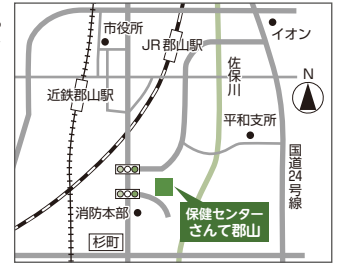 市役所
JR郡山駅
イオン
佐保川
N
近鉄郡山駅
平和支所
国道24号線
消防本部
保健センター
さんて郡山
杉町